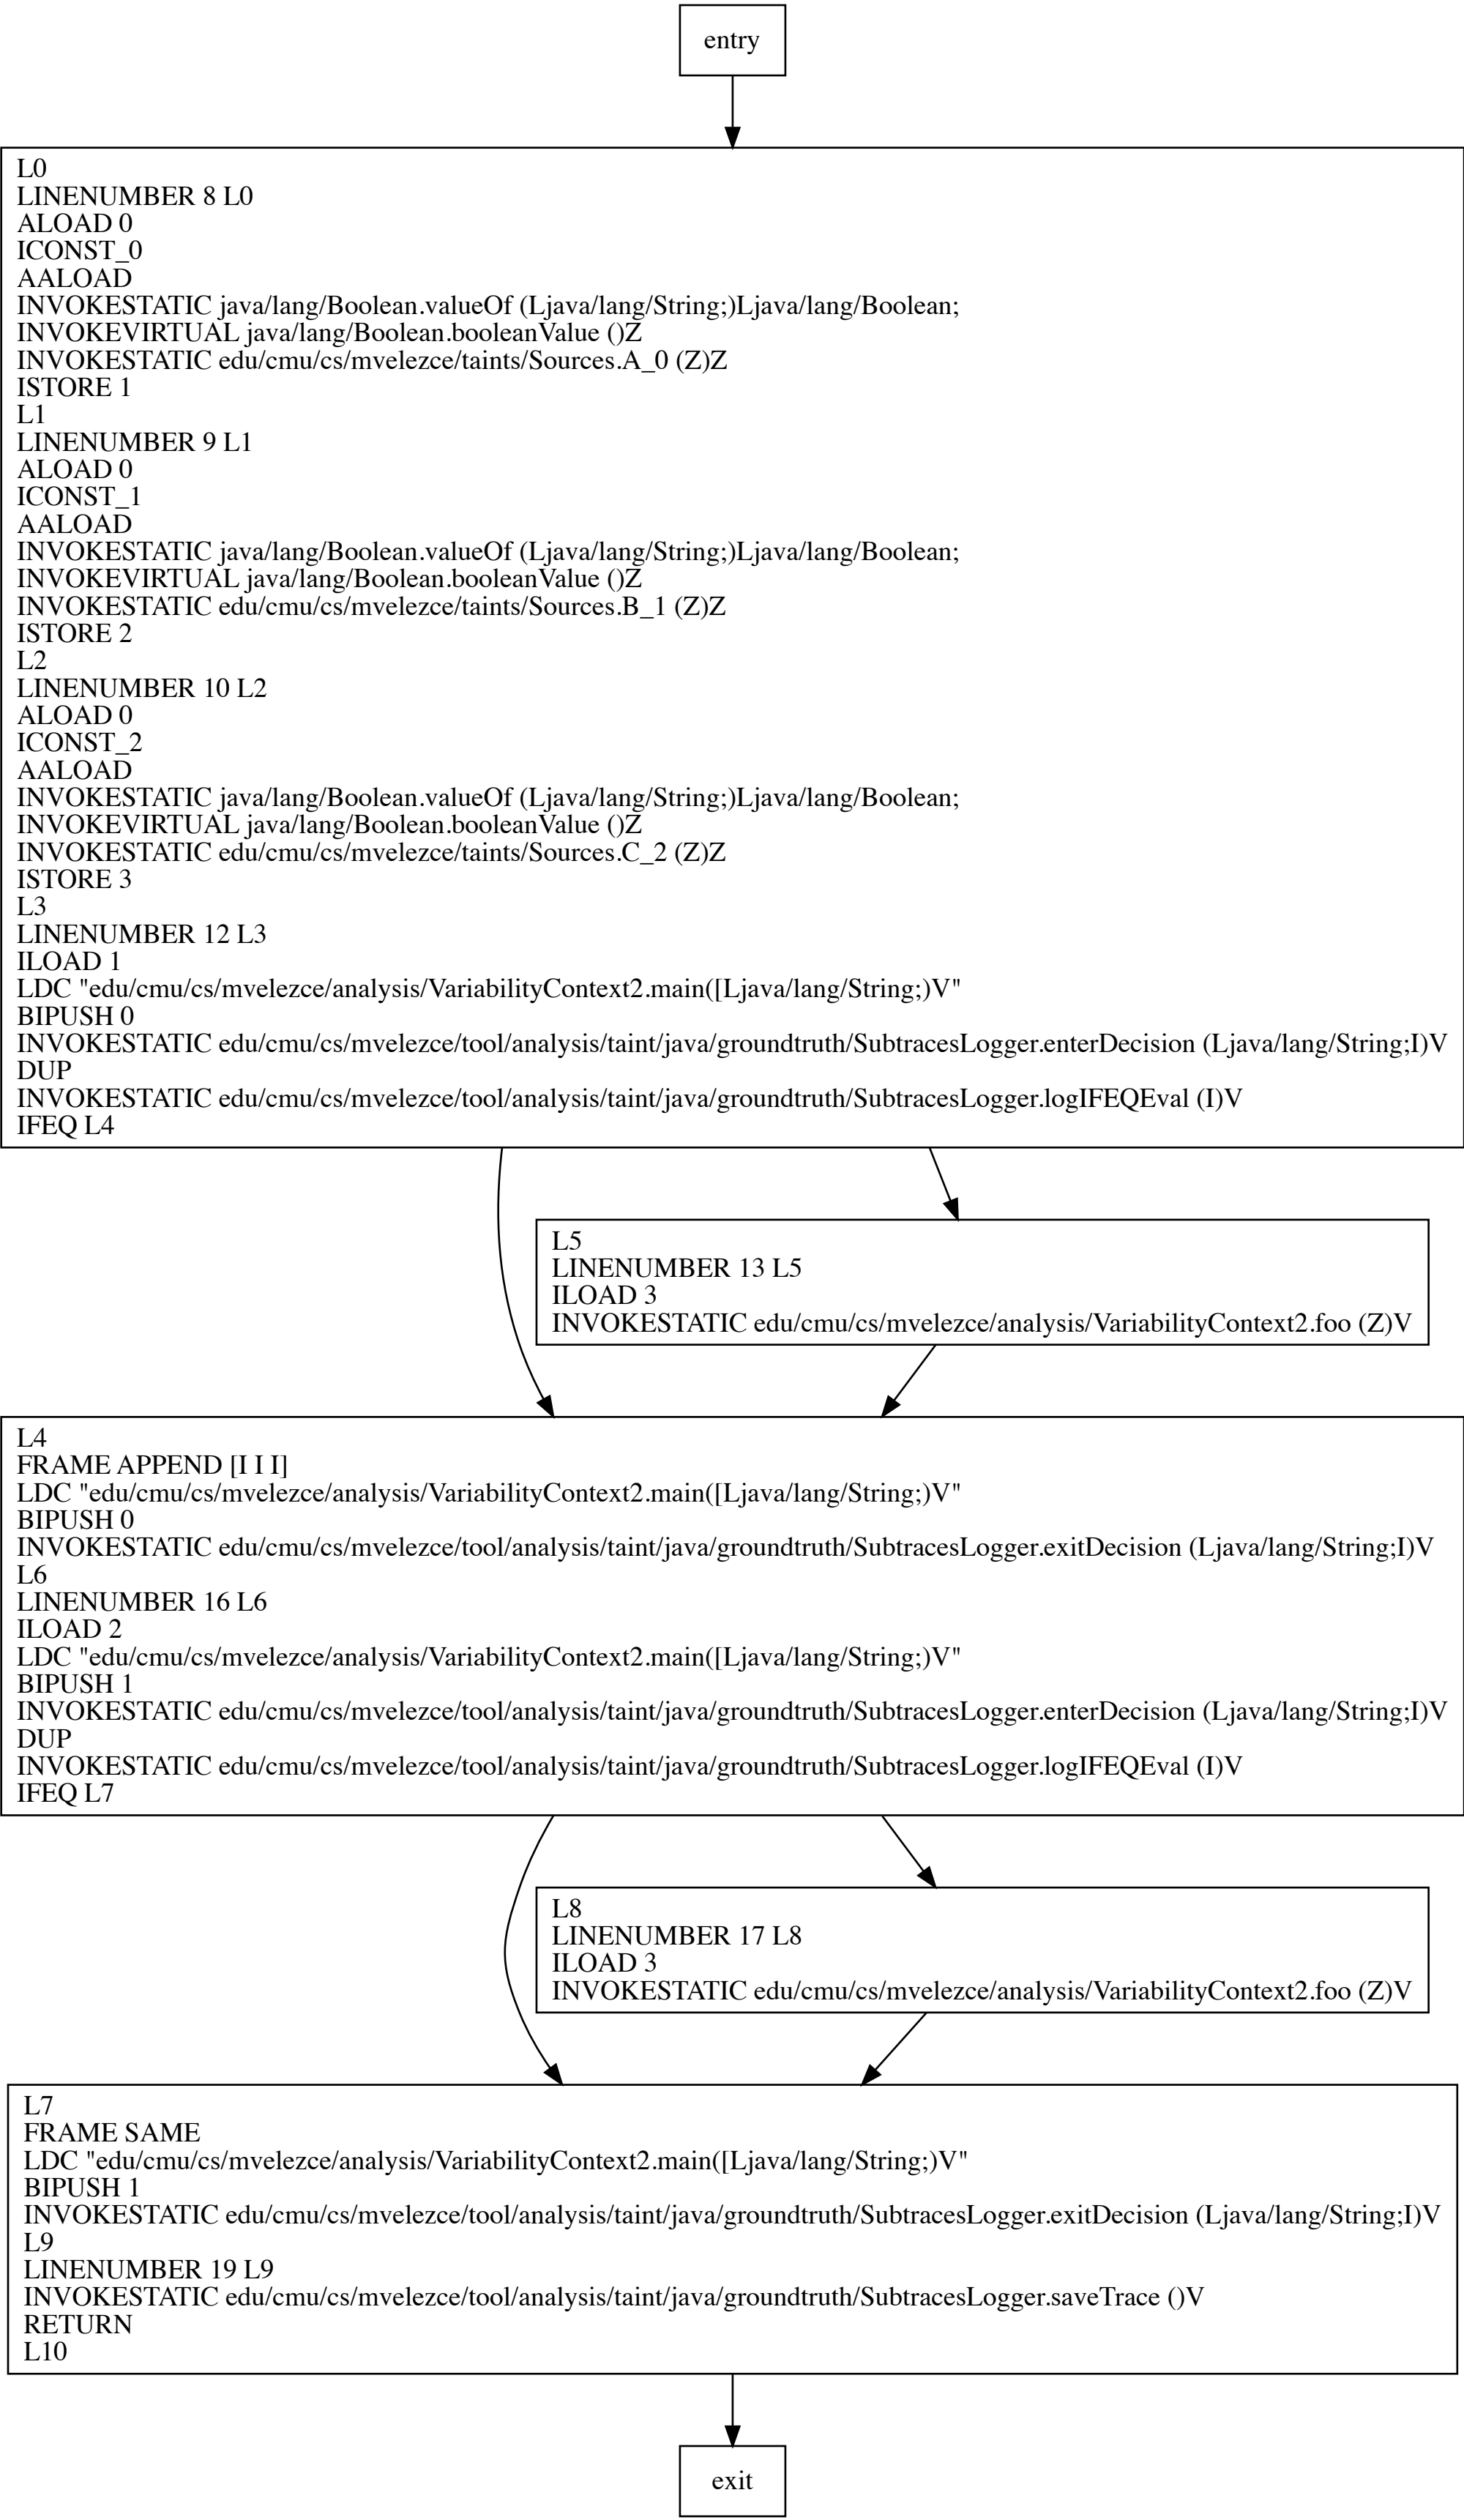 entry
L0
LINENUMBER 8 L0
ALOAD 0
ICONST_0
AALOAD
INVOKESTATIC java/lang/Boolean.valueOf (Ljava/lang/String;)Ljava/lang/Boolean;
INVOKEVIRTUAL java/lang/Boolean.booleanValue ()Z
INVOKESTATIC edu/cmu/cs/mvelezce/taints/Sources.A_0 (Z)Z
ISTORE 1
L1
LINENUMBER 9 L1
ALOAD 0
ICONST_1
AALOAD
INVOKESTATIC java/lang/Boolean.valueOf (Ljava/lang/String;)Ljava/lang/Boolean;
INVOKEVIRTUAL java/lang/Boolean.booleanValue ()Z
INVOKESTATIC edu/cmu/cs/mvelezce/taints/Sources.B_1 (Z)Z
ISTORE 2
L2
LINENUMBER 10 L2
ALOAD 0
ICONST_2
AALOAD
INVOKESTATIC java/lang/Boolean.valueOf (Ljava/lang/String;)Ljava/lang/Boolean;
INVOKEVIRTUAL java/lang/Boolean.booleanValue ()Z
INVOKESTATIC edu/cmu/cs/mvelezce/taints/Sources.C_2 (Z)Z
ISTORE 3
L3
LINENUMBER 12 L3
ILOAD 1
LDC "edu/cmu/cs/mvelezce/analysis/VariabilityContext2.main([Ljava/lang/String;)V"
BIPUSH 0
INVOKESTATIC edu/cmu/cs/mvelezce/tool/analysis/taint/java/groundtruth/SubtracesLogger.enterDecision (Ljava/lang/String;I)V
DUP
INVOKESTATIC edu/cmu/cs/mvelezce/tool/analysis/taint/java/groundtruth/SubtracesLogger.logIFEQEval (I)V
IFEQ L4
L5
LINENUMBER 13 L5
ILOAD 3
INVOKESTATIC edu/cmu/cs/mvelezce/analysis/VariabilityContext2.foo (Z)V
L4
FRAME APPEND [I I I]
LDC "edu/cmu/cs/mvelezce/analysis/VariabilityContext2.main([Ljava/lang/String;)V"
BIPUSH 0
INVOKESTATIC edu/cmu/cs/mvelezce/tool/analysis/taint/java/groundtruth/SubtracesLogger.exitDecision (Ljava/lang/String;I)V
L6
LINENUMBER 16 L6
ILOAD 2
LDC "edu/cmu/cs/mvelezce/analysis/VariabilityContext2.main([Ljava/lang/String;)V"
BIPUSH 1
INVOKESTATIC edu/cmu/cs/mvelezce/tool/analysis/taint/java/groundtruth/SubtracesLogger.enterDecision (Ljava/lang/String;I)V
DUP
INVOKESTATIC edu/cmu/cs/mvelezce/tool/analysis/taint/java/groundtruth/SubtracesLogger.logIFEQEval (I)V
IFEQ L7
L8
LINENUMBER 17 L8
ILOAD 3
INVOKESTATIC edu/cmu/cs/mvelezce/analysis/VariabilityContext2.foo (Z)V
L7
FRAME SAME
LDC "edu/cmu/cs/mvelezce/analysis/VariabilityContext2.main([Ljava/lang/String;)V"
BIPUSH 1
INVOKESTATIC edu/cmu/cs/mvelezce/tool/analysis/taint/java/groundtruth/SubtracesLogger.exitDecision (Ljava/lang/String;I)V
L9
LINENUMBER 19 L9
INVOKESTATIC edu/cmu/cs/mvelezce/tool/analysis/taint/java/groundtruth/SubtracesLogger.saveTrace ()V
RETURN
L10
exit